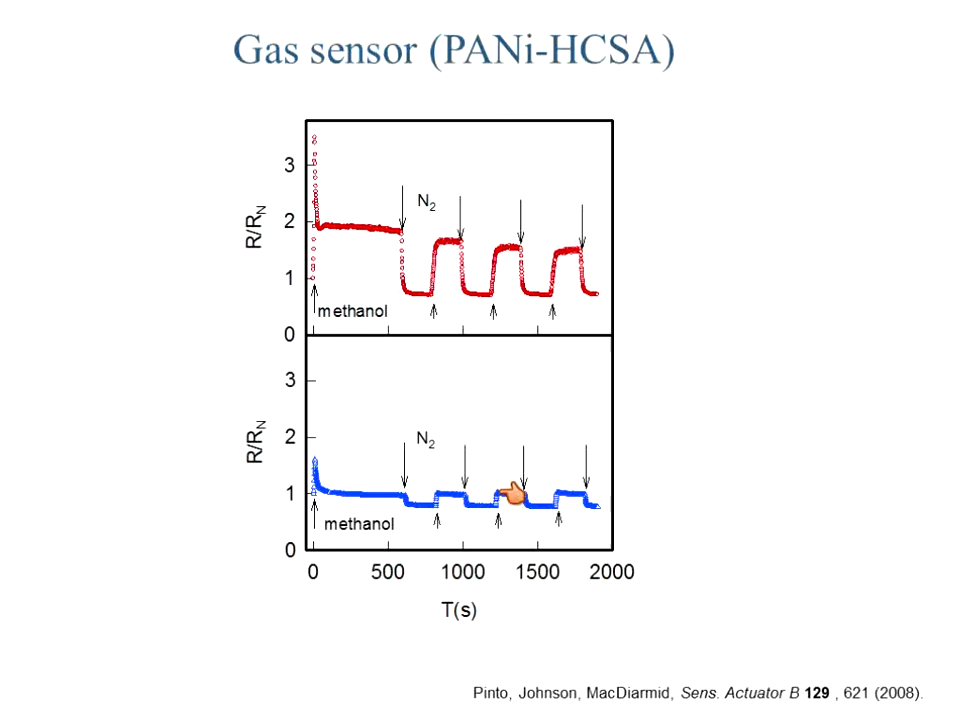 Gas sensor (PANi-HCSA)
3
2
1
0
R/RN
N2
methanol
3
2
1
0
R/RN
N2
methanol
0 500 1000 1500 2000
T(s)
Pinto, Johnson, MacDiarmid, Sens. Actuator B 129 , 621 (2008).